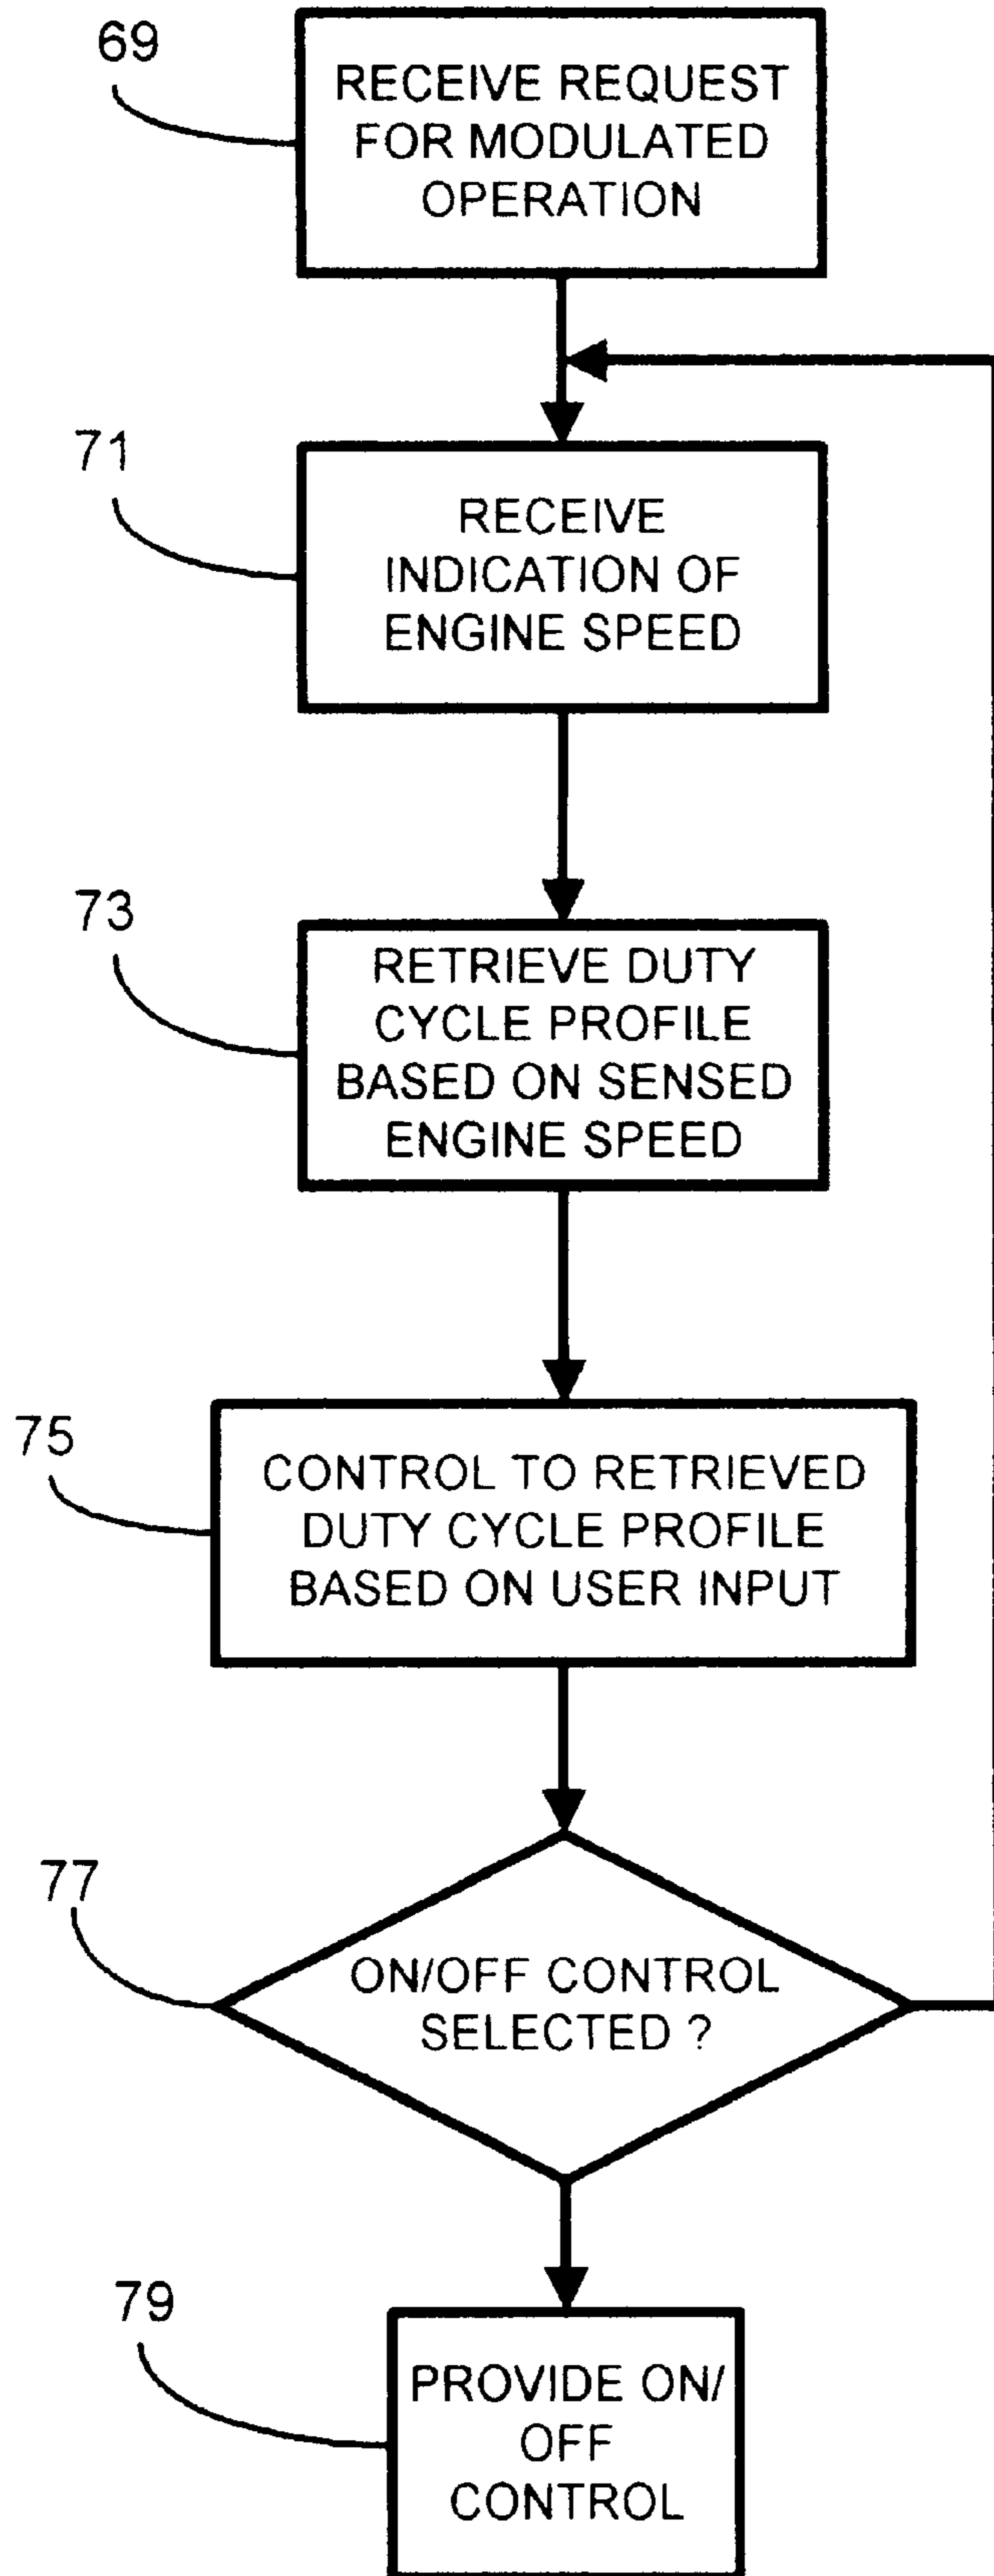 69
RECEIVE REQUEST
FOR MODULATED
OPERATION
71
RECEIVE
INDICATION OF
ENGINE SPEED
73
RETRIEVE DUTY
CYCLE PROFILE
BASED ON SENSED
ENGINE SPEED
75
CONTROL TO RETRIEVED
DUTY CYCLE PROFILE
BASED ON USER INPUT
77
ON/OFF CONTROL
SELECTED ?
79
PROVIDE ON/
OFF
CONTROL